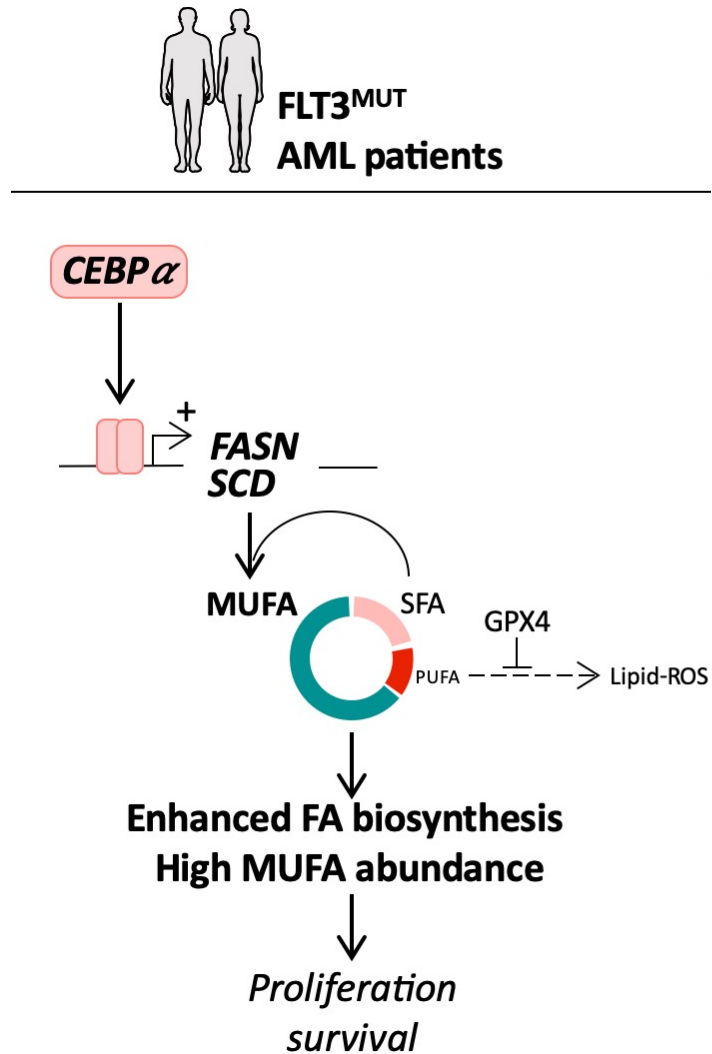 FLT3MUT
AML patients
CEBPα
+
FASN
SCD
MUFA
SFA
GPX4
PUFA
Lipid-ROS
Enhanced FA biosynthesis
High MUFA abundance
Proliferation
survival